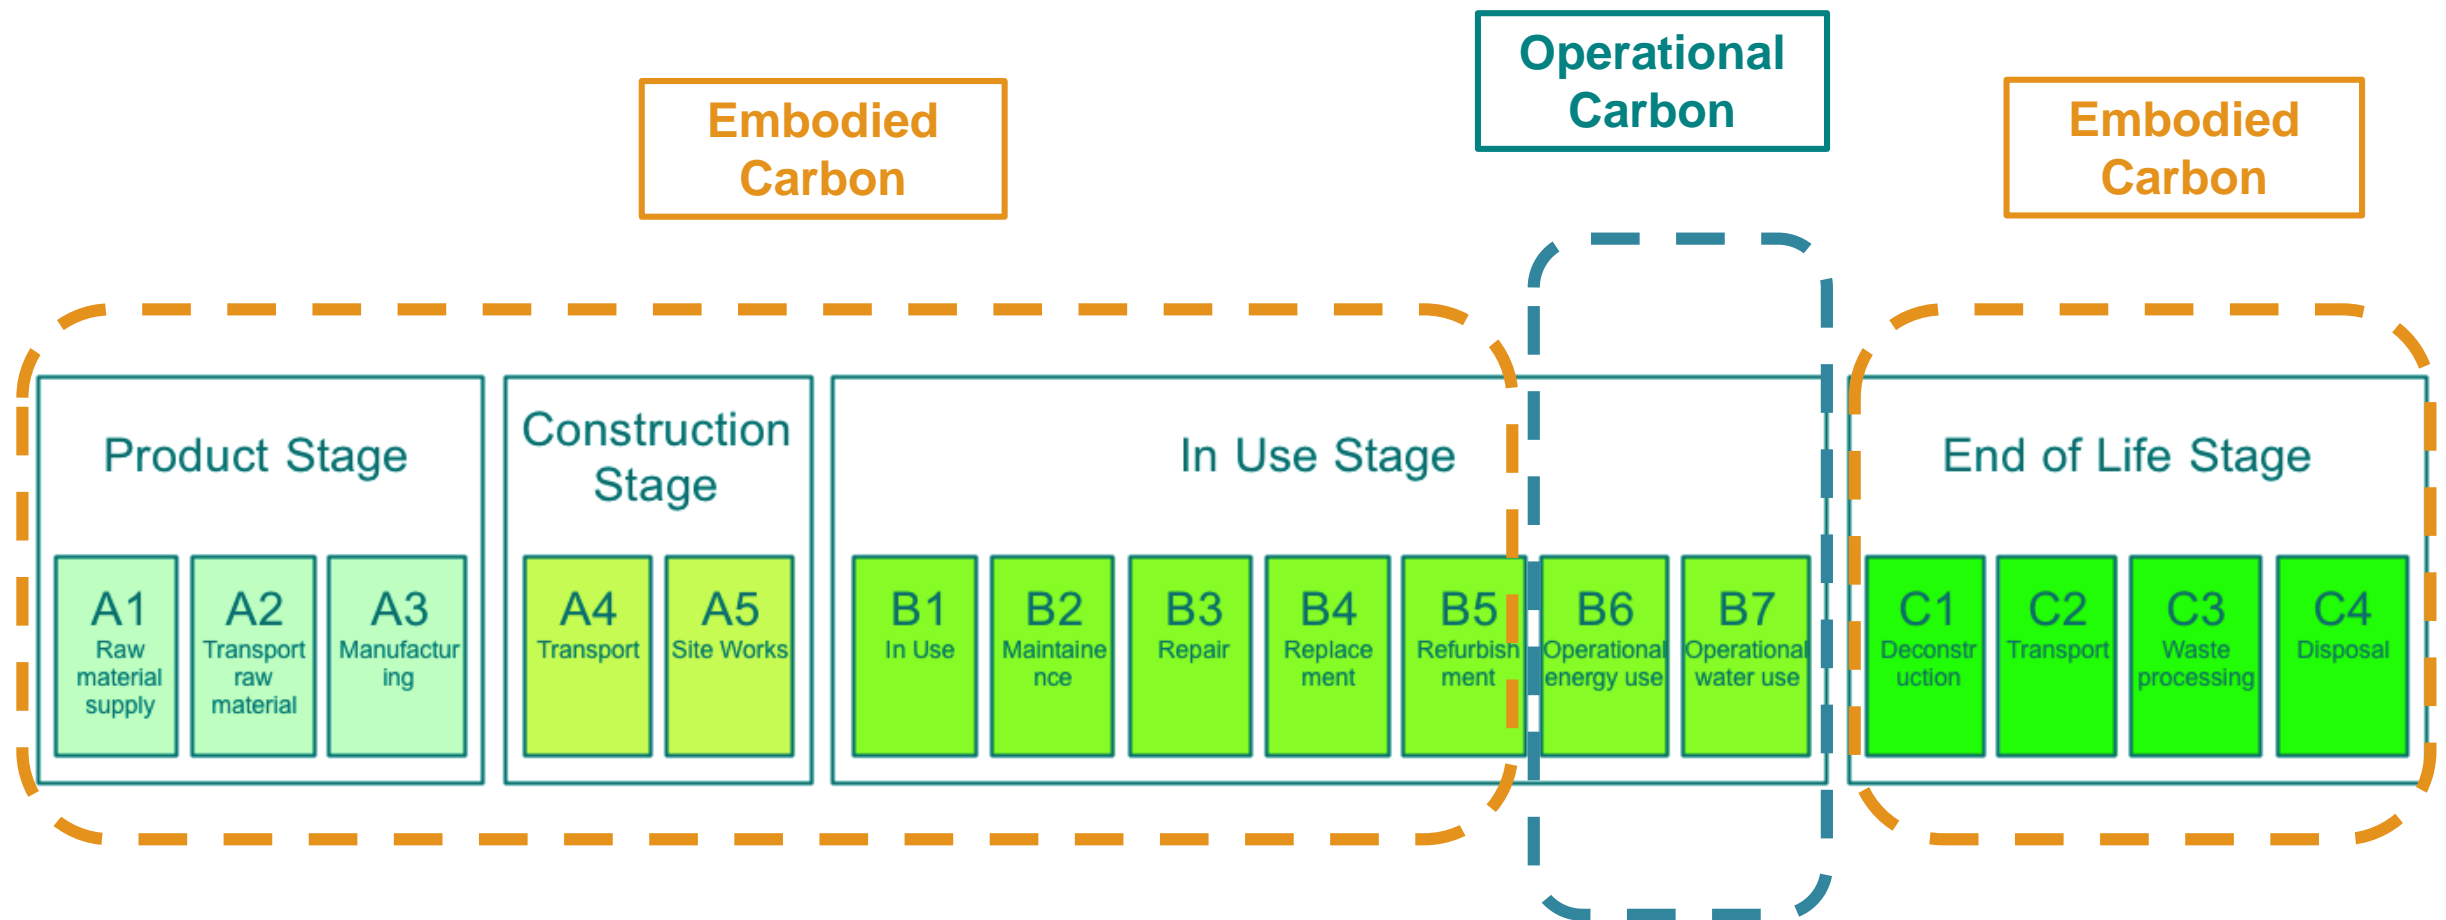 Operational
Carbon
Embodied
Carbon
Embodied
Carbon
Product Stage
Construction
Stage
In Use Stage
End of Life Stage
A1
Raw
material
supply
A2
Transport
raw
material
A3
Manufactur
ing
A4
Transport
A5
Site Works
B1
In Use
B2
Maintaine
nce
B3
Repair
B4
Replace
ment
B5
Refurbish
ment
B6
Operational
energy use
B7
Operational
water use
C1
Deconstr
uction
C2
Transport
C3
Waste
processing
C4
Disposal